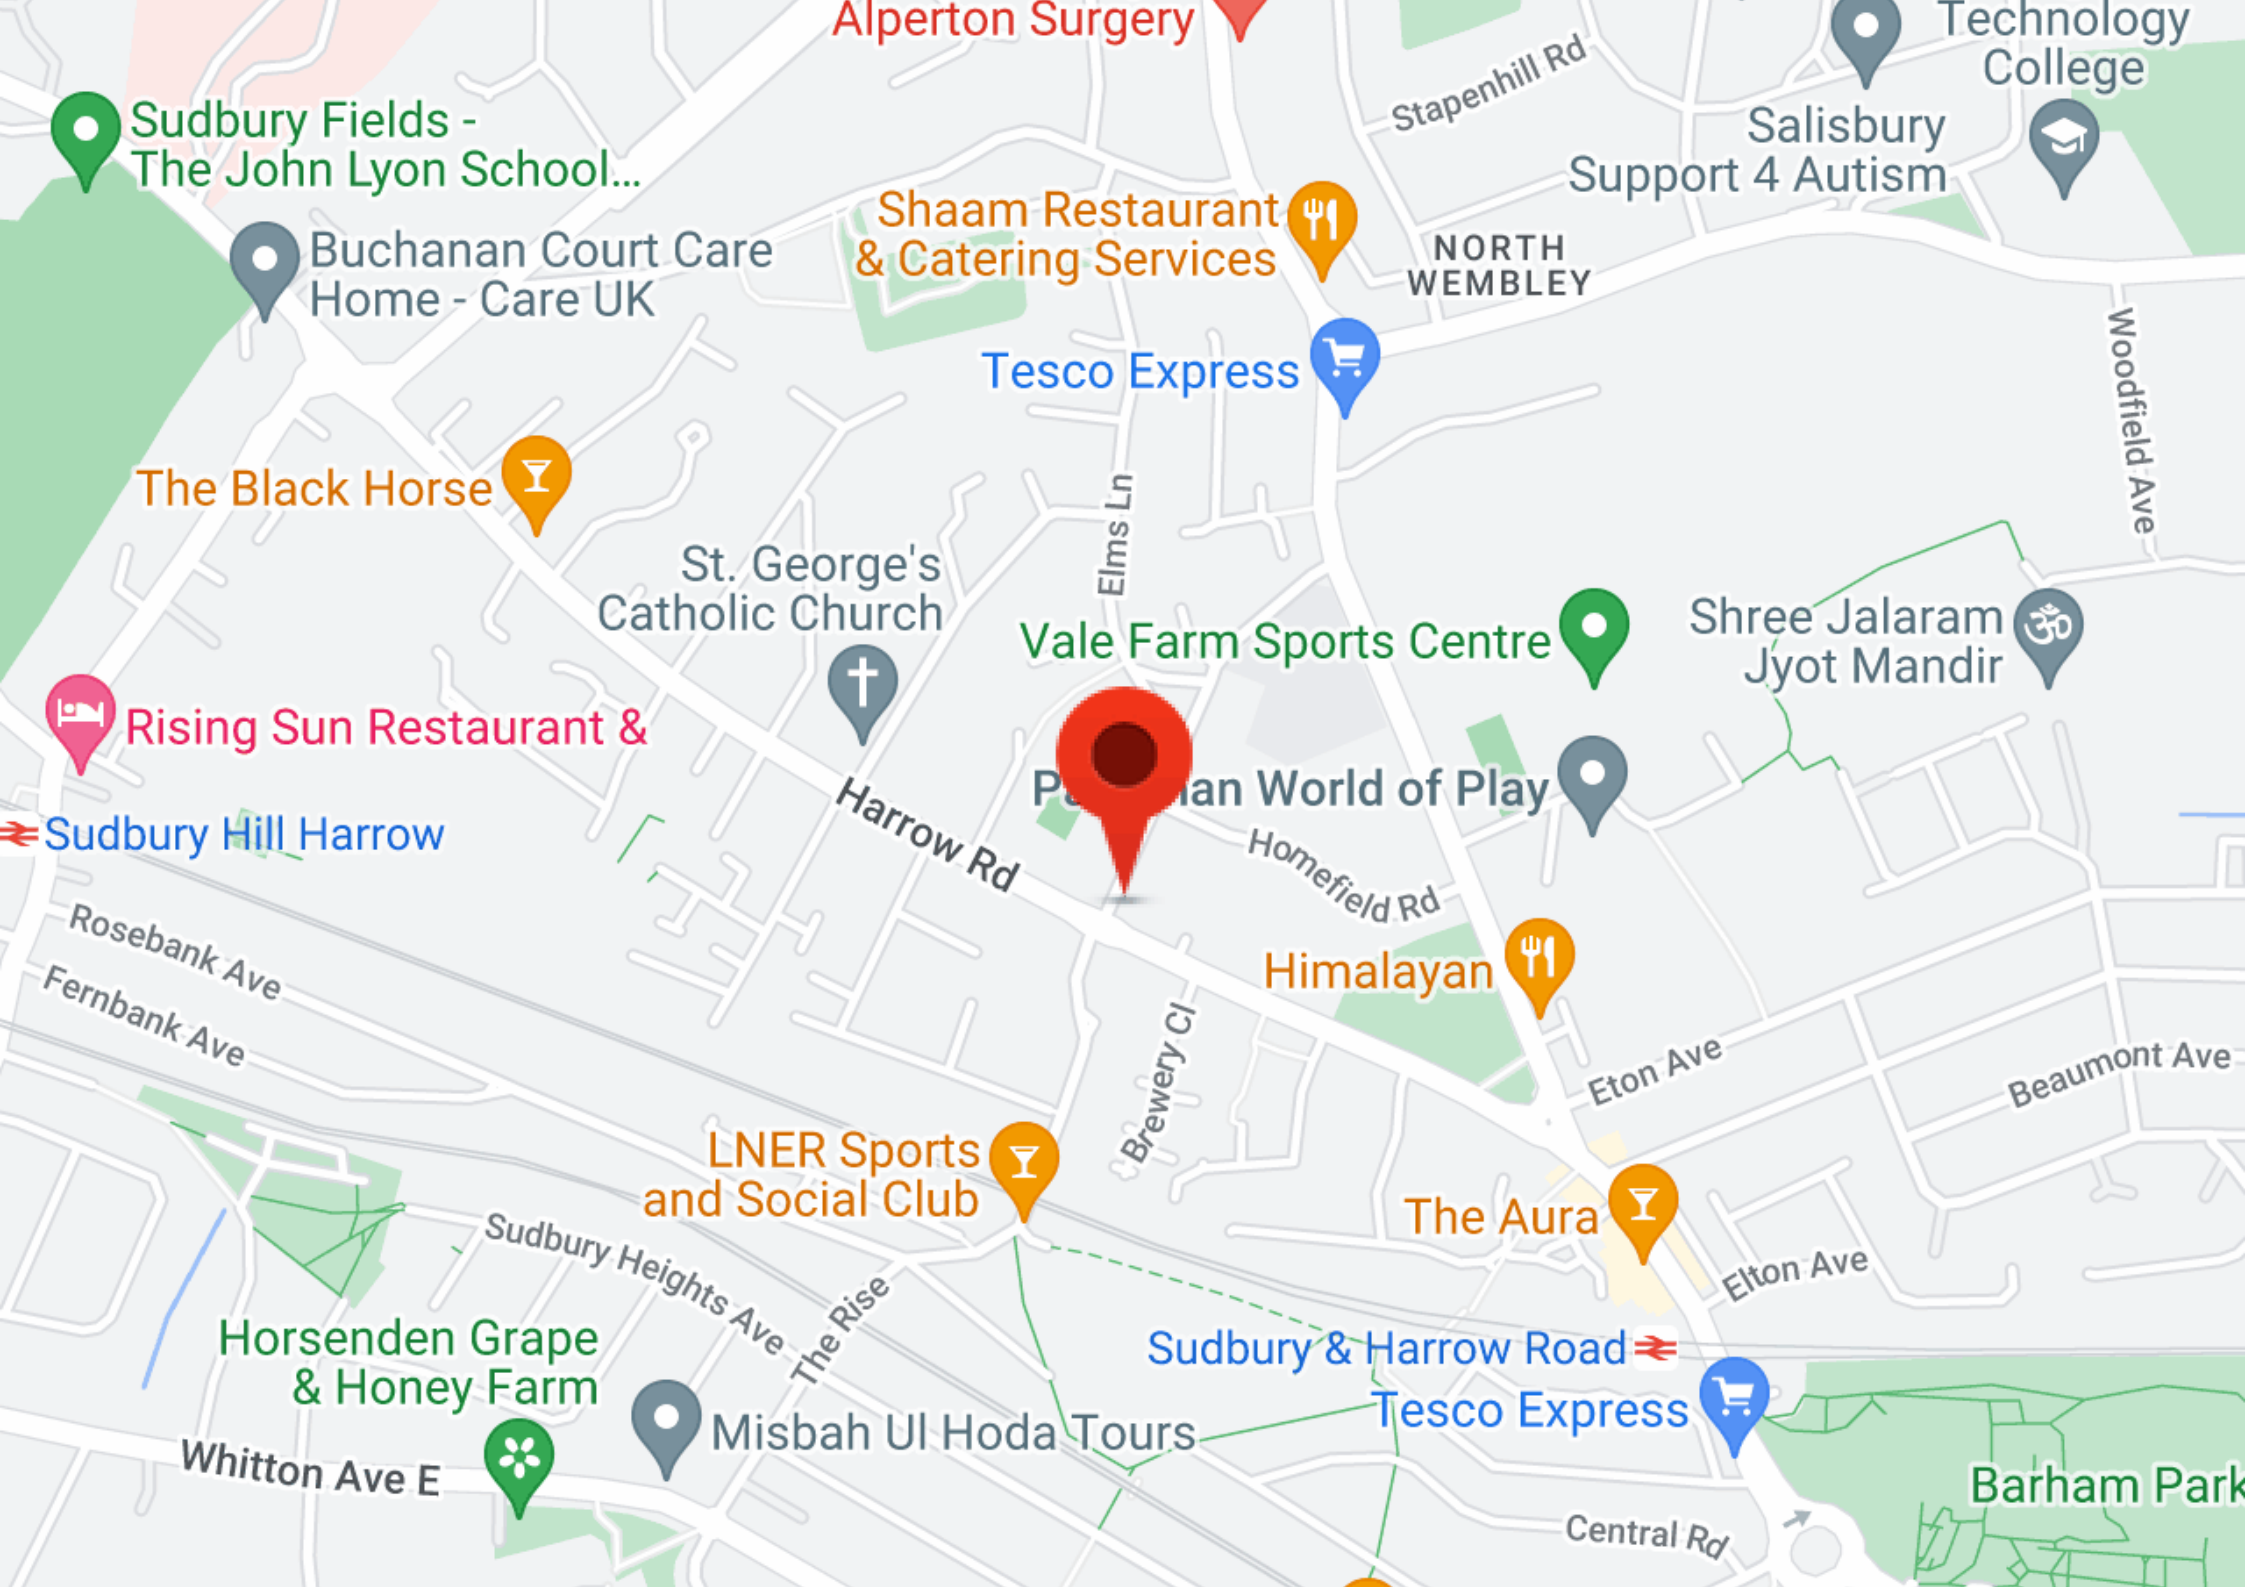 Alperton Surgery
Technology
College
Stapenhill Rd
Sudbury Fields -
The John Lyon School...
Salisbury
Support 4 Autism
Shaam Restaurant
& Catering Services
Buchanan Court Care
Home - Care UK
NORTH
WEMBLEY
Tesco Express
Woodfield Ave
The Black Horse
Elms Ln
St. George's
Catholic Church
Vale Farm Sports Centre
Shree Jalaram
Jyot Mandir
ॐ
Rising Sun Restaurant &
World of Play
Harrow Rd
Sudbury Hill Harrow
Homefield Rd
Rosebank Ave
Himalayan
Fernbank Ave
Brewery Cl
Eton Ave
Beaumont Ave
LNER Sports
and Social Club
The Aura
Sudbury Heights Ave
Elton Ave
The Rise
Horsenden Grape
& Honey Farm
Sudbury & Harrow Road
Tesco Express
Misbah Ul Hoda Tours
Whitton Ave E
Barham Park
Central Rd